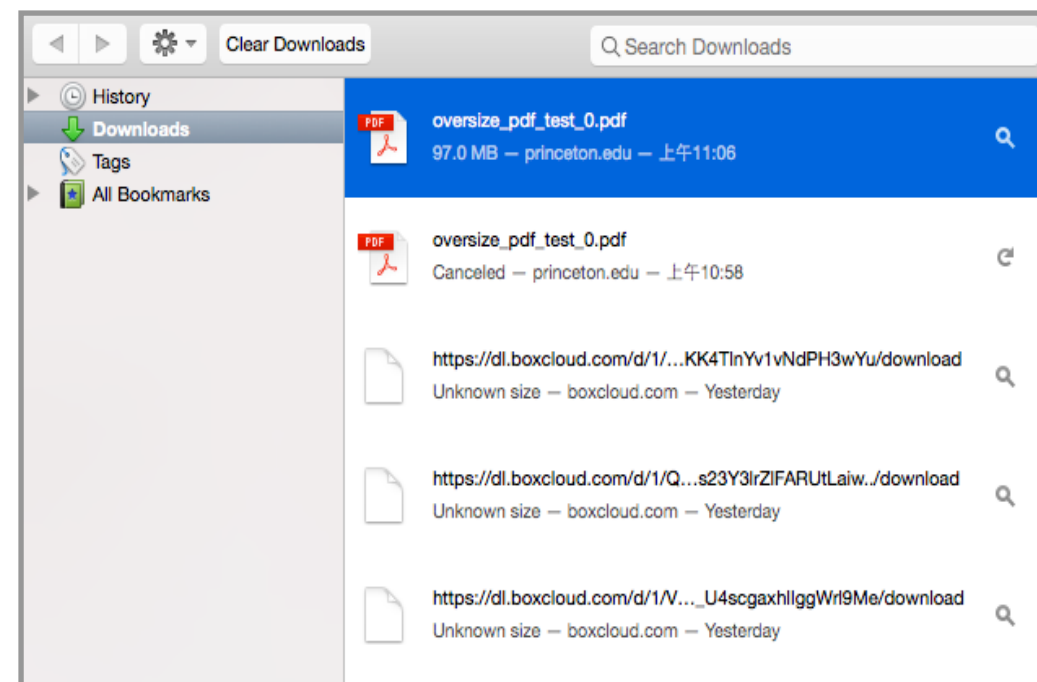 Clear Downloads
Search Downloads
History
Downloads
Tags
All Bookmarks
PDF
oversize_pdf_test_0.pdf
97.0 MB — princeton.edu — 上午11:06
PDF
oversize_pdf_test_0.pdf
Canceled — princeton.edu — 上午10:58
https://dl.boxcloud.com/d/1/…KK4TlnYv1vNdPH3wYu/download
Unknown size — boxcloud.com — Yesterday
https://dl.boxcloud.com/d/1/Q…s23Y3lrZlFARUtLaiw../download
Unknown size — boxcloud.com — Yesterday
https://dl.boxcloud.com/d/1/V…_U4scgaxhlIggWrl9Me/download
Unknown size — boxcloud.com — Yesterday